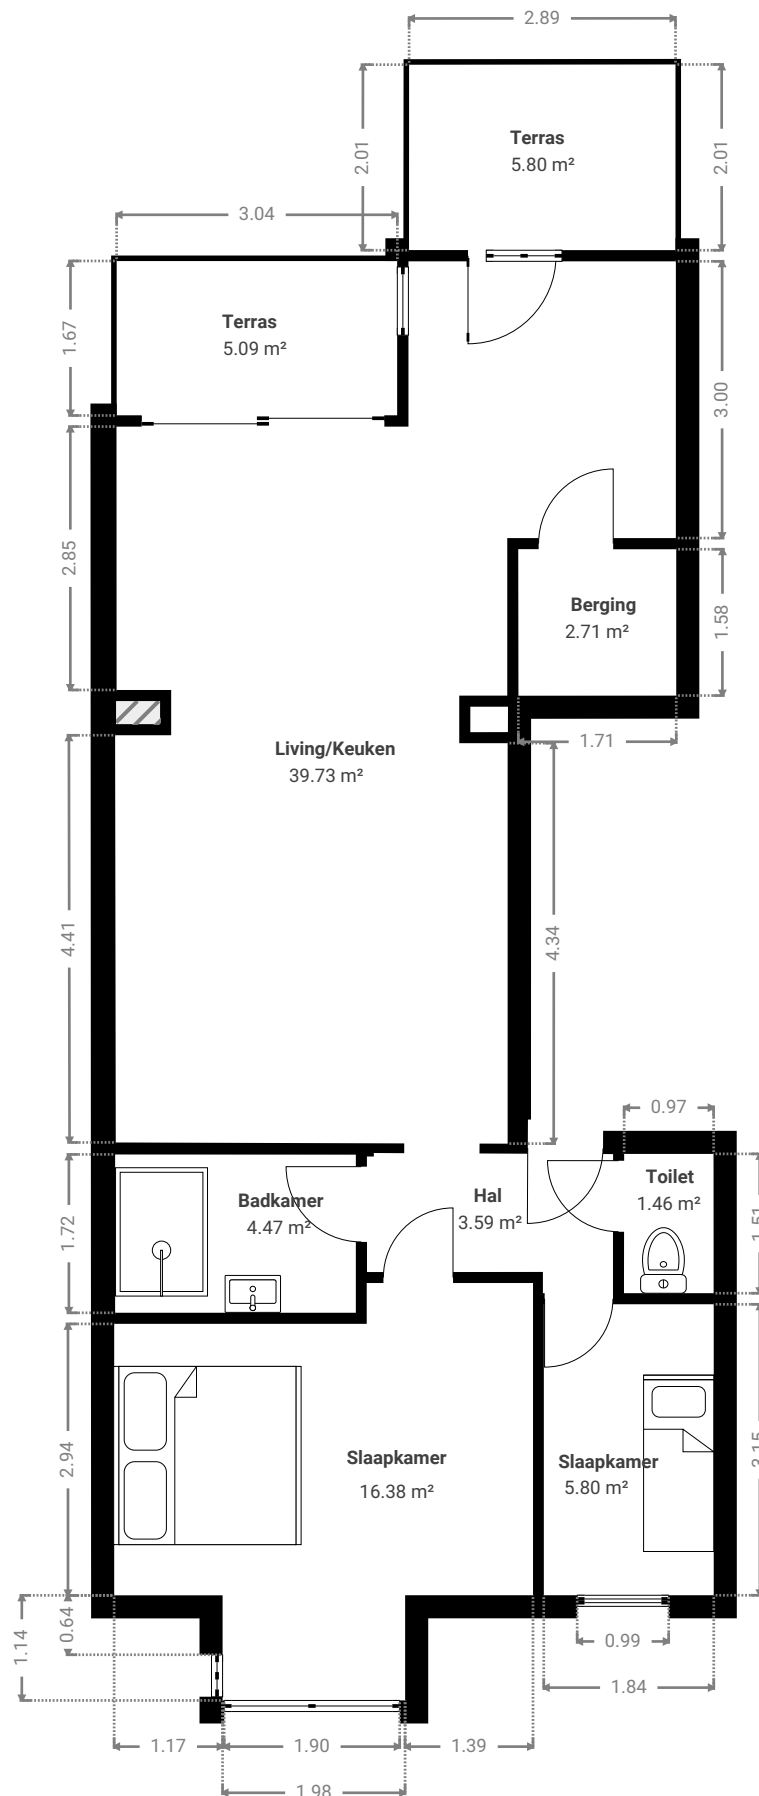 2.89
2.01
2.01
Terras
5.80 m²
3.04
1.67
Terras
5.09 m²
3.00
2.85
Berging
2.71 m²
1.58
1.71
Living/Keuken
39.73 m²
4.41
4.34
0.97
Toilet
1.46 m²
1.51
Badkamer
4.47 m²
Hal
3.59 m²
1.72
2.94
Slaapkamer
16.38 m²
Slaapkamer
5.80 m²
3.15
0.64
1.14
0.99
1.84
1.17
1.90
1.39
1.98